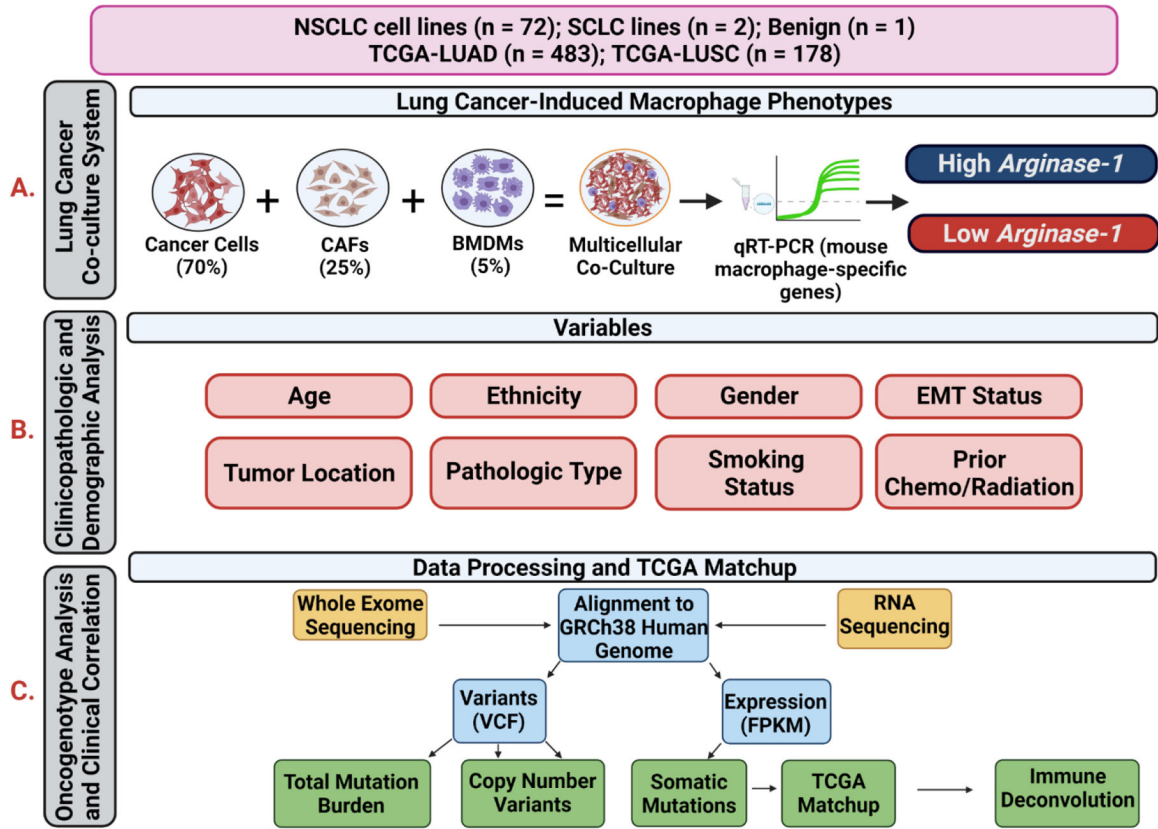 NSCLC cell lines (n = 72); SCLC lines (n = 2); Benign (n = 1)
TCGA-LUAD (n = 483); TCGA-LUSC (n = 178)
A.
Lung Cancer
Co-culture System
Lung Cancer-Induced Macrophage Phenotypes
Cancer Cells
(70%)
+
CAFs
(25%)
+
BMDMs
(5%)
=
Multicellular
Co-Culture
qRT-PCR (mouse
macrophage-specific
genes)
High Arginase-1
Low Arginase-1
B.
Clinicopathologic and
Demographic Analysis
Variables
Age
Ethnicity
Gender
EMT Status
Tumor Location
Pathologic Type
Smoking
Status
Prior
Chemo/Radiation
C.
Oncogenotype Analysis
and Clinical Correlation
Data Processing and TCGA Matchup
Whole Exome
Sequencing
Alignment to
GRCh38 Human
Genome
RNA
Sequencing
Variants
(VCF)
Expression
(FPKM)
Total Mutation
Burden
Copy Number
Variants
Somatic
Mutations
TCGA
Matchup
Immune
Deconvolution